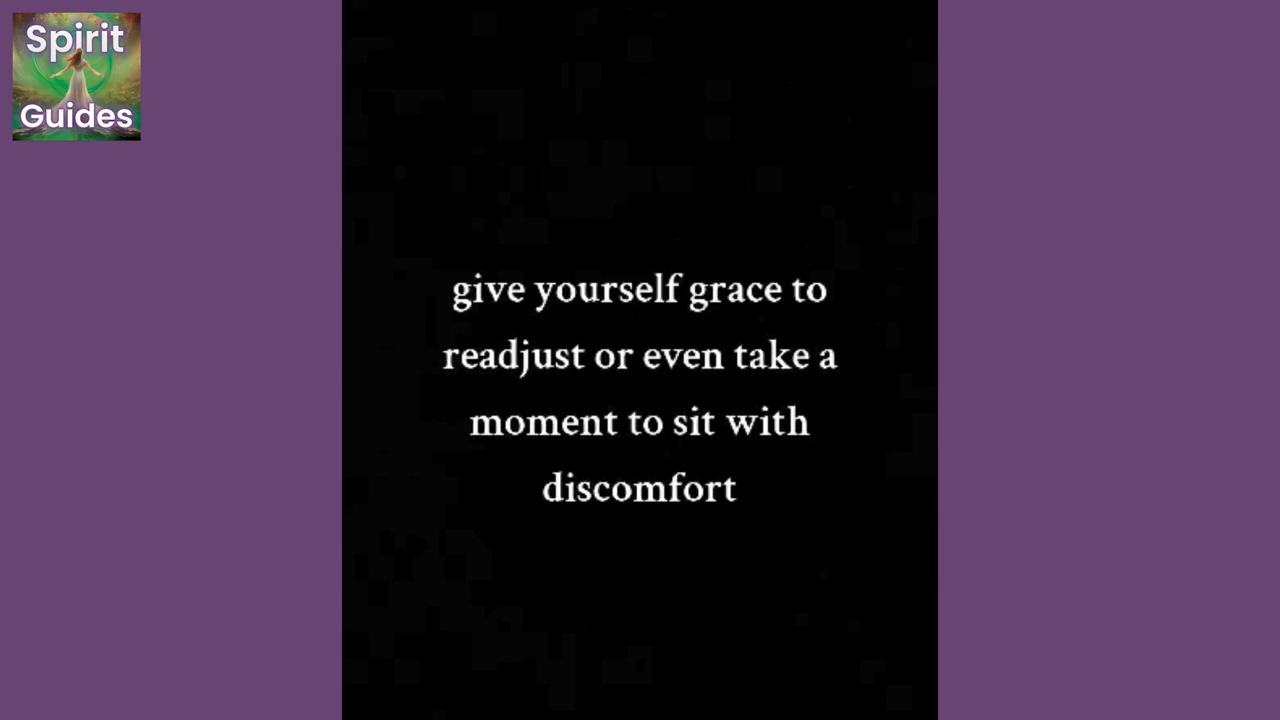 Spirit
Guides
give yourself grace to
readjust or even take a
moment to sit with
discomfort